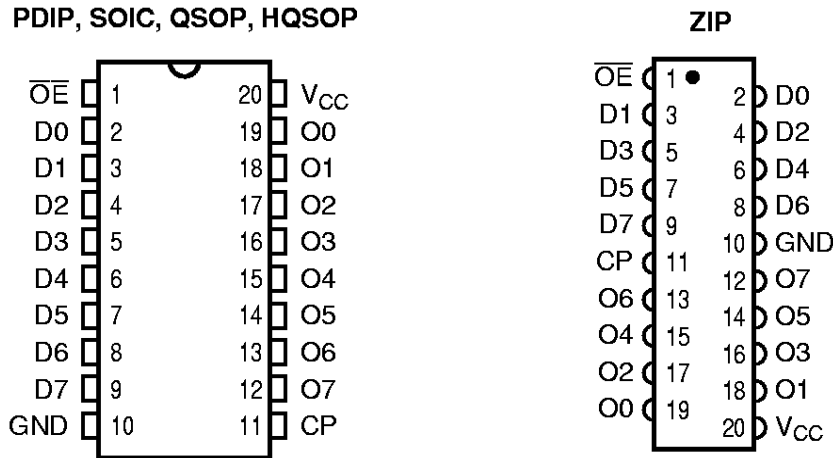 PDIP, SOIC, QSOP, HQSOP
O̅E̅ 1 20 VCC
D0 2 19 O0
D1 3 18 O1
D2 4 17 O2
D3 5 16 O3
D4 6 15 O4
D5 7 14 O5
D6 8 13 O6
D7 9 12 O7
GND 10 11 CP
ZIP
O̅E̅ 1
2 D0
D1 3
4 D2
D3 5
6 D4
D5 7
8 D6
D7 9
10 GND
CP 11
12 O7
O6 13
14 O5
O4 15
16 O3
O2 17
18 O1
O0 19
20 VCC